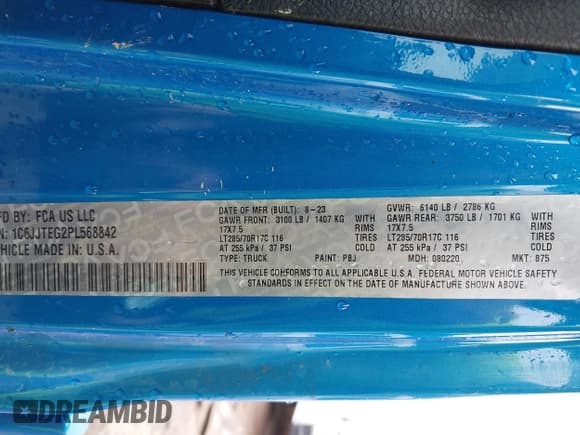 MFD BY: FCA US LLC
N: 1C6JJTEG2PL568842
VEHICLE MADE IN: U.S.A.
DATE OF MFR (BUILT): 8-23 GVWR: 6140 LB / 2786 KG
GAWR FRONT: 3100 LB / 1407 KG WITH GAWR REAR: 3750 LB / 1701 KG WITH
17X7.5 RIMS 17X7.5 RIMS
LT285/70R17C 116 TIRES LT285/70R17C 116 TIRES
AT 255 kPa / 37 PSI COLD AT 255 kPa / 37 PSI COLD
TYPE: TRUCK PAINT: PBJ MDH: 080220 MKT: B75
THIS VEHICLE CONFORMS TO ALL APPLICABLE U.S.A. FEDERAL MOTOR VEHICLE SAFETY
STANDARDS IN EFFECT ON THE DATE OF MANUFACTURE SHOWN ABOVE.
DREAMBID